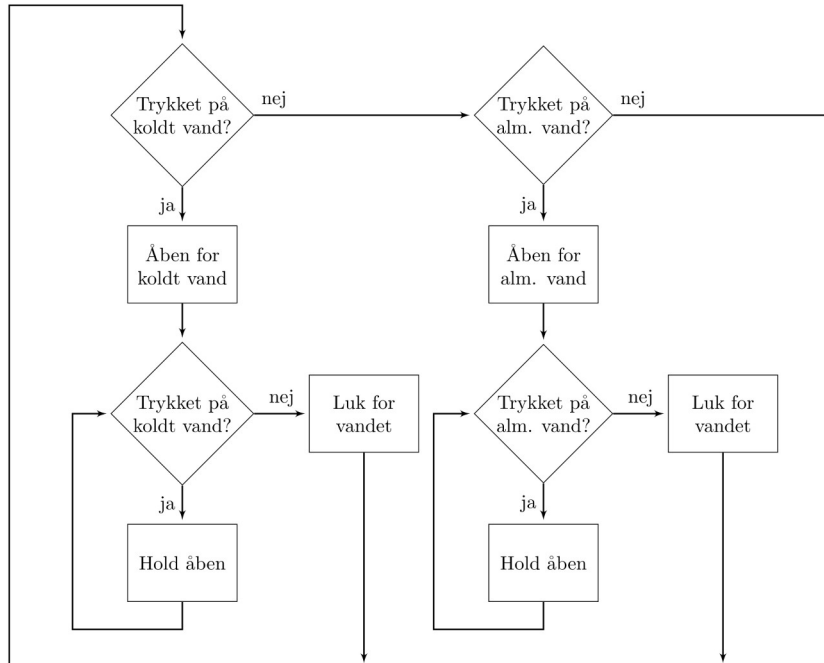 Trykket på
koldt vand?
nej
Trykket på
alm. vand?
nej
ja
ja
Åben for
koldt vand
Åben for
alm. vand
Trykket på
koldt vand?
nej
Luk for
vandet
Trykket på
alm. vand?
nej
Luk for
vandet
ja
ja
Hold åben
Hold åben